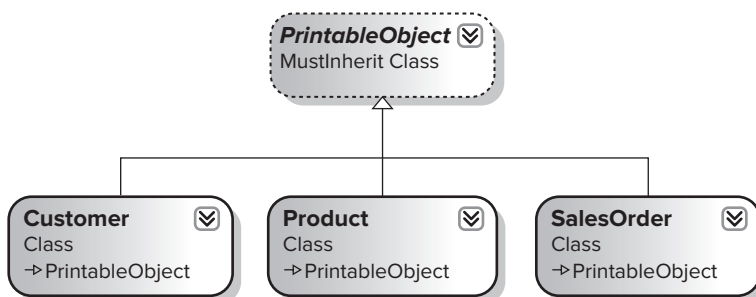 PrintableObject
MustInherit Class
Customer
Class
PrintableObject
Product
Class
PrintableObject
SalesOrder
Class
PrintableObject